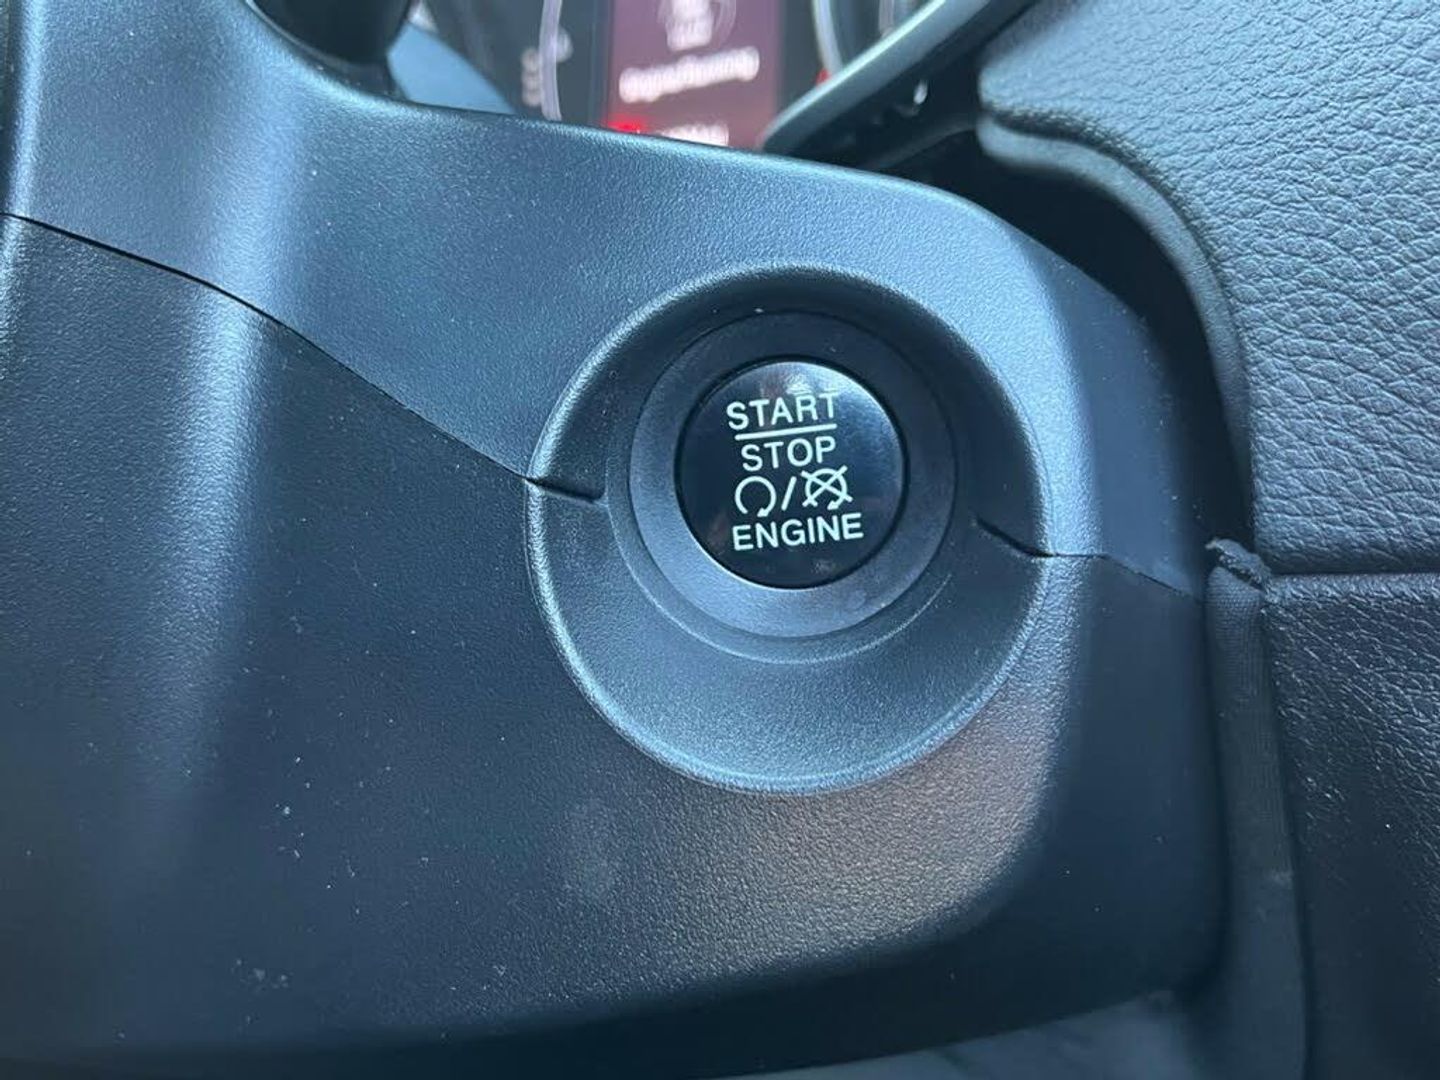 START
STOP
/
ENGINE